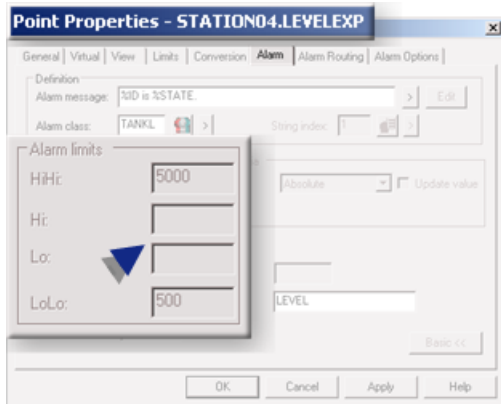 Point Properties - STATION04.LEVELEXP
General Virtual View Limits Conversion Alarm Alarm Routing Alarm Options
Definition
Alarm message: %ID is %STATE. > Edit
Alarm class: TANKL > String index: 1 >
Alarm limits
HiHi: 5000
Absolute Update value
Hi:
Lo:
LoLo: 500
LEVEL
Basic <<
OK Cancel Apply Help